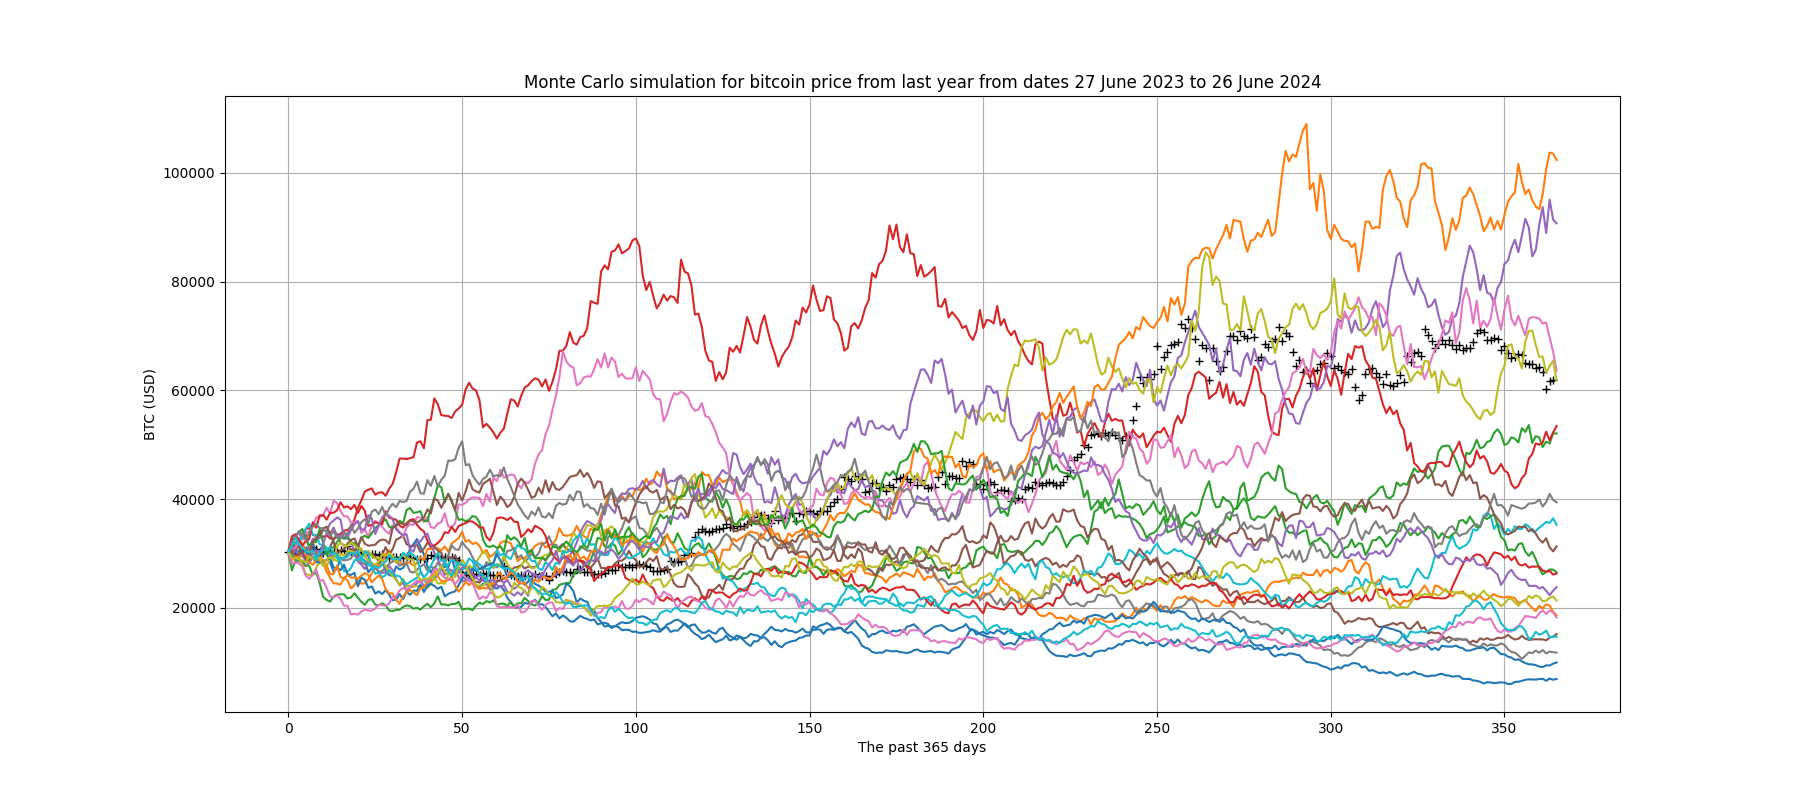 Monte Carlo simulation for bitcoin price from last year from dates 27 June 2023 to 26 June 2024
100000
80000
60000
40000
20000
BTC (USD)
0 50 100 150 200 250 300 350
The past 365 days